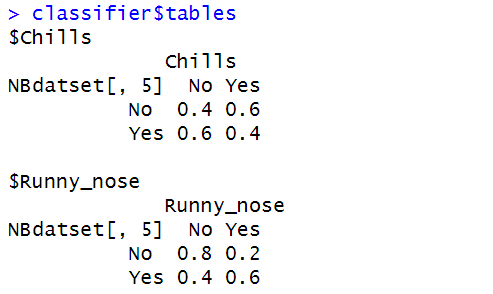 > classifier$tables
$Chills
Chills
NBdatset[, 5] No Yes
No 0.4 0.6
Yes 0.6 0.4
$Runny_nose
Runny_nose
NBdatset[, 5] No Yes
No 0.8 0.2
Yes 0.4 0.6